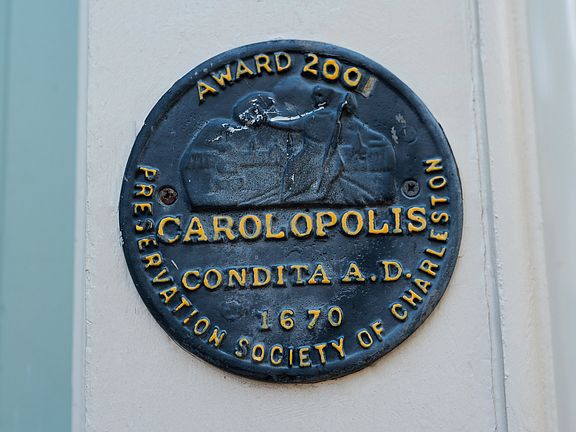 AWARD 2001
CAROLOPOLIS
CONDITA A.D.
1670
PRESERVATION SOCIETY OF CHARLESTON